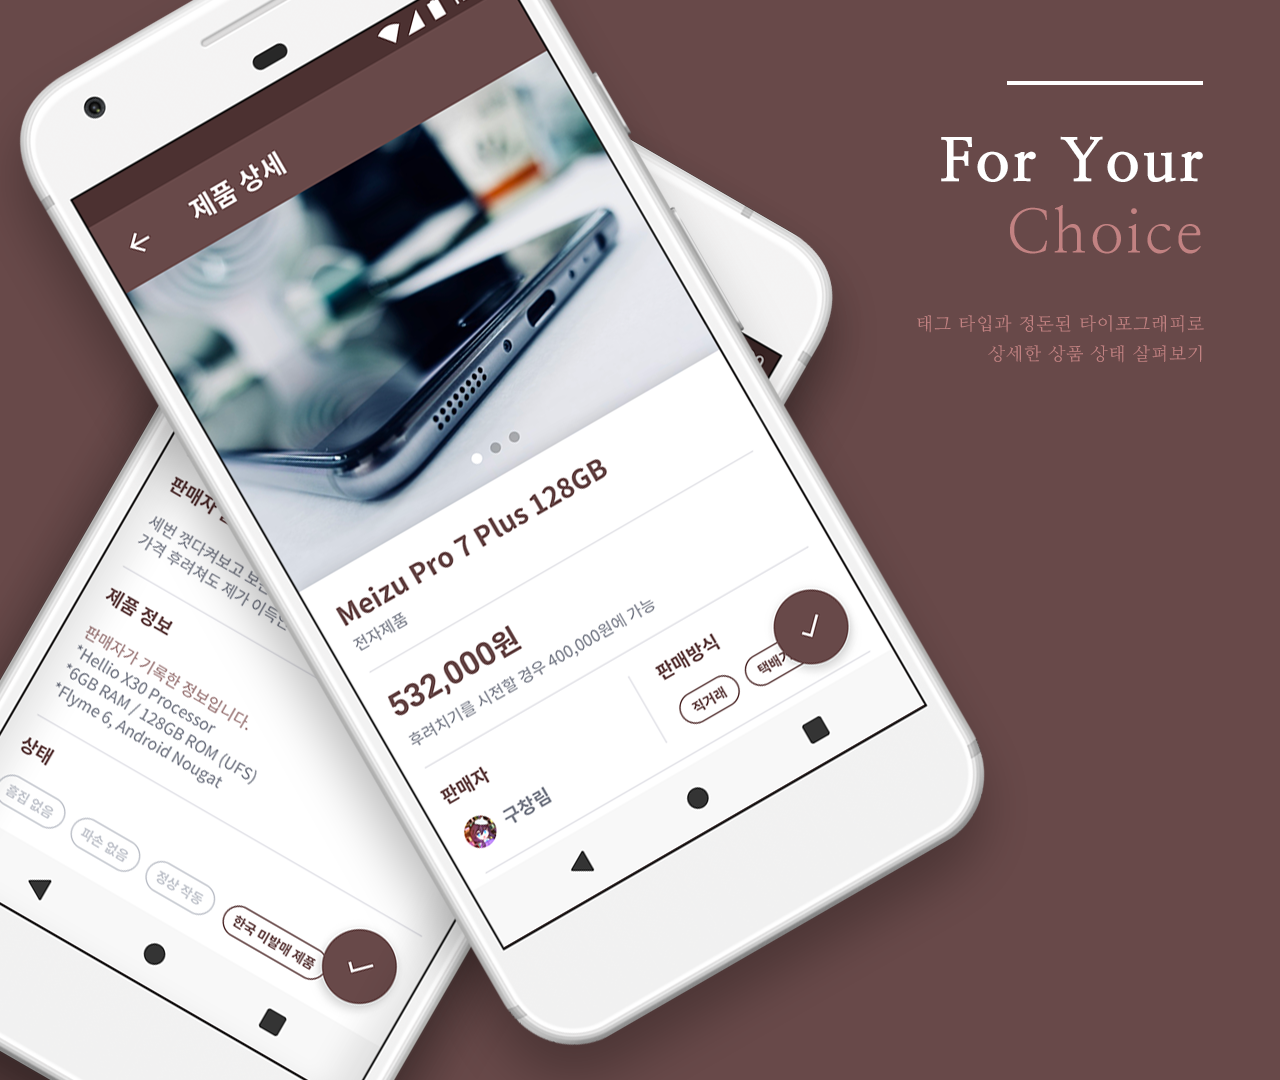 For Your
Choice
태그 타입과 정돈된 타이포그래피로
상세한 상품 상태 살펴보기
제품 상세
Meizu Pro 7 Plus 128GB
전자제품
532,000원
후려치기를 시전할 경우 400,000원에 가능
판매방식
직거래
택배
판매자
구창림
판매자
세번 껏다켜보고 보
가격 후려쳐도 제가 이득
제품 정보
판매자가 기록한 정보입니다.
*Hellio X30 Processor
*6GB RAM / 128GB ROM (UFS)
*Flyme 6, Android Nougat
상태
흠집 없음
파손 없음
정상 작동
한국 미발매 제품